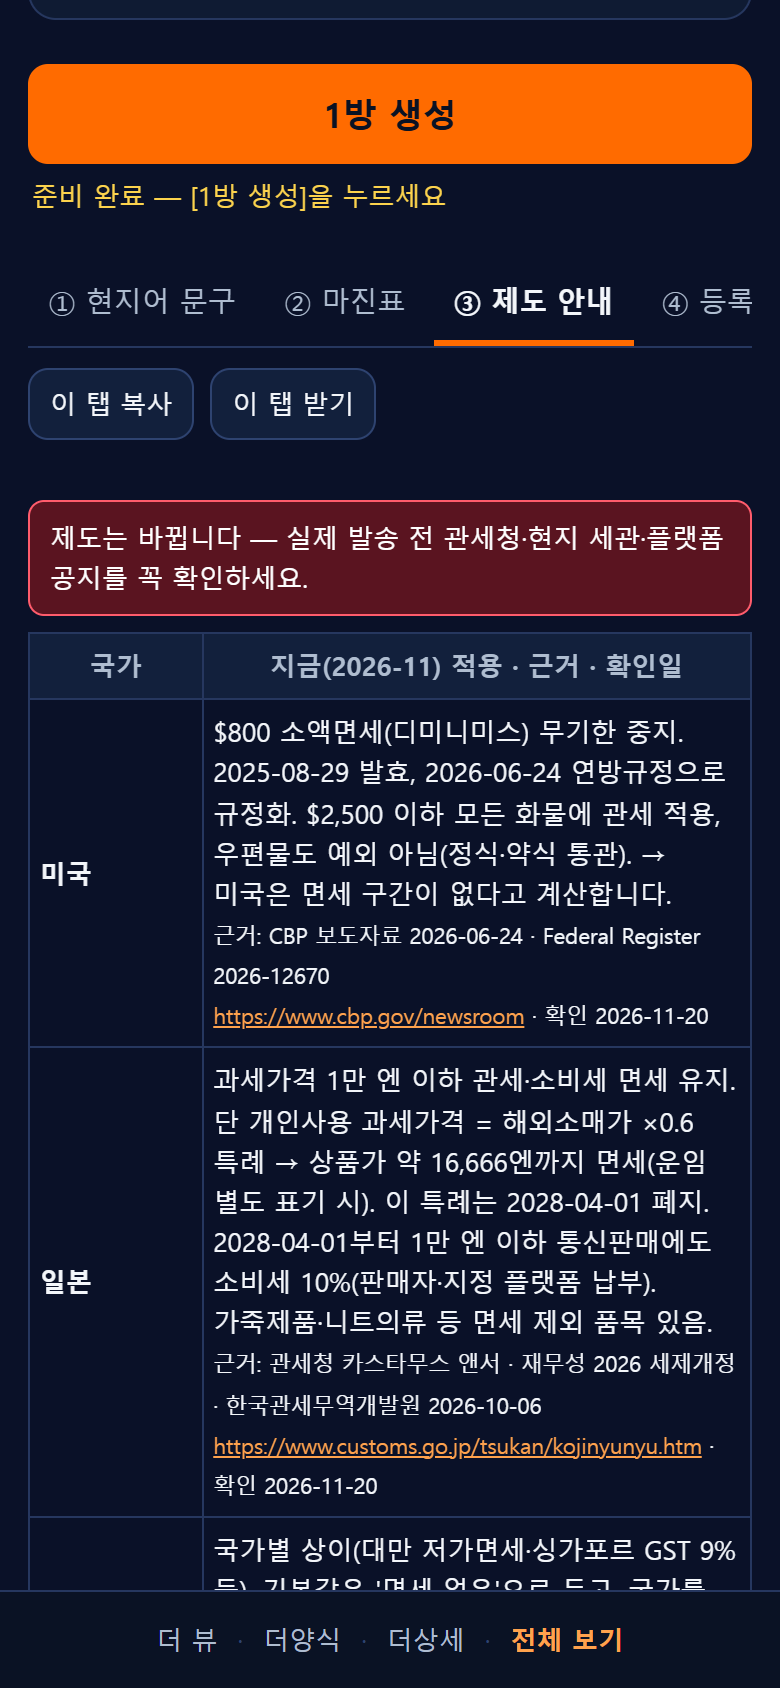 1방 생성
준비 완료 — [1방 생성]을 누르세요
① 현지어 문구 ② 마진표 ③ 제도 안내 ④ 등록
이 탭 복사 이 탭 받기
제도는 바뀝니다 — 실제 발송 전 관세청·현지 세관·플랫폼
공지를 꼭 확인하세요.
국가 지금(2026-11) 적용 · 근거 · 확인일
미국
$800 소액면세(디미니미스) 무기한 중지.
2025-08-29 발효, 2026-06-24 연방규정으로
규정화. $2,500 이하 모든 화물에 관세 적용,
우편물도 예외 아님(정식·약식 통관). →
미국은 면세 구간이 없다고 계산합니다.
근거: CBP 보도자료 2026-06-24 · Federal Register
2026-12670
https://www.cbp.gov/newsroom · 확인 2026-11-20
일본
과세가격 1만 엔 이하 관세·소비세 면세 유지.
단 개인사용 과세가격 = 해외소매가 ×0.6
특례 → 상품가 약 16,666엔까지 면세(운임
별도 표기 시). 이 특례는 2028-04-01 폐지.
2028-04-01부터 1만 엔 이하 통신판매에도
소비세 10%(판매자·지정 플랫폼 납부).
가죽제품·니트의류 등 면세 제외 품목 있음.
근거: 관세청 카스타무스 앤서 · 재무성 2026 세제개정
· 한국관세무역개발원 2026-10-06
https://www.customs.go.jp/tsukan/kojinyunyu.htm ·
확인 2026-11-20
국가별 상이(대만 저가면세·싱가포르 GST 9%
더 뷰 · 더양식 · 더상세 · 전체 보기